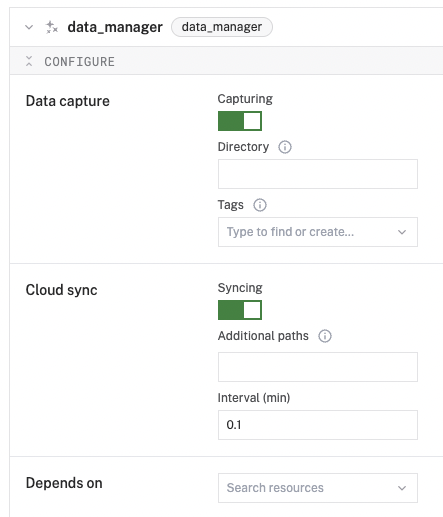 data_manager data_manager
CONFIGURE
Data capture
Capturing
Directory
Tags
Type to find or create...
Cloud sync
Syncing
Additional paths
Interval (min)
0.1
Depends on
Search resources